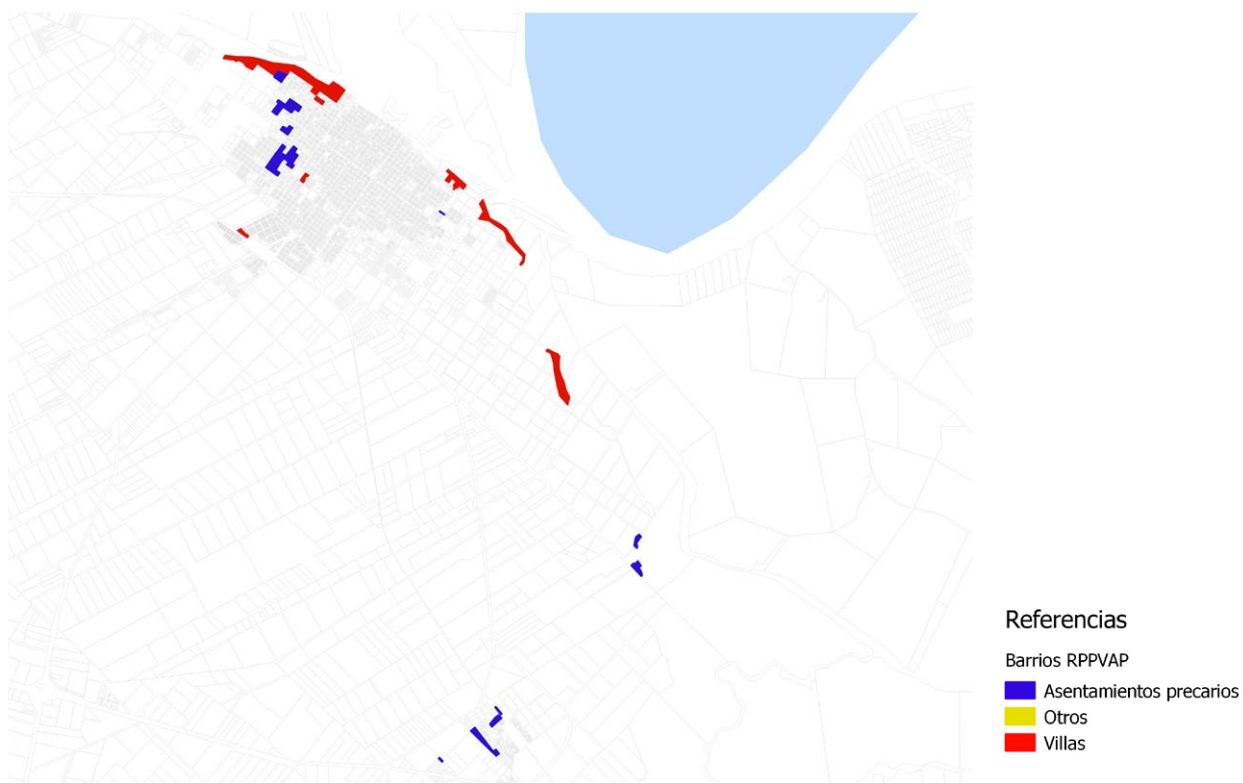 Referencias
Barrios RPPVAP
Asentamientos precarios
Otros
Villas